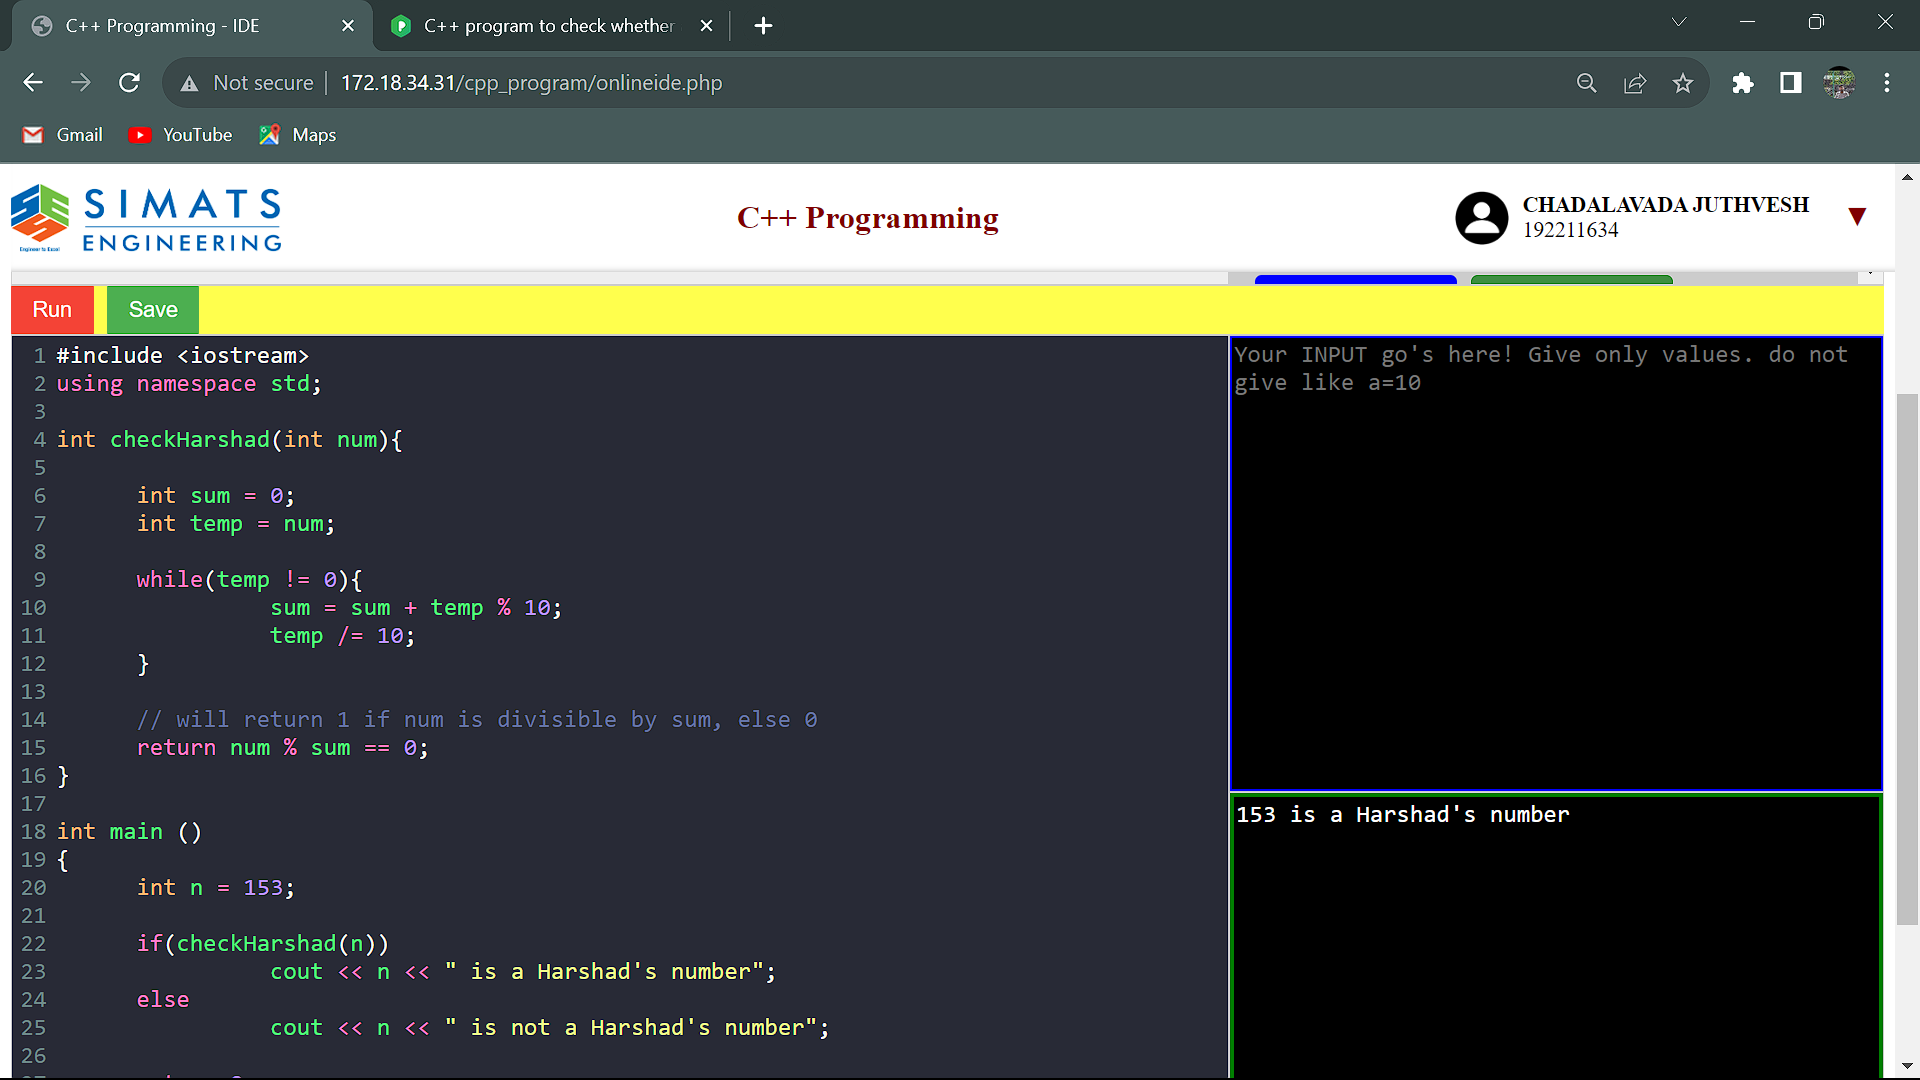 C++ Programming - IDE
C++ program to check whether
Not secure
172.18.34.31/cpp_program/onlineide.php
Gmail
YouTube
Maps
SIMATS
ENGINEERING
Engineer to Excel
C++ Programming
CHADALAVADA JUTHVESH
192211634
Run
Save
1 #include <iostream>
2 using namespace std;
3
4 int checkHarshad(int num){
5
6 int sum = 0;
7 int temp = num;
8
9 while(temp != 0){
10 sum = sum + temp % 10;
11 temp /= 10;
12 }
13
14 // will return 1 if num is divisible by sum, else 0
15 return num % sum == 0;
16 }
17
18 int main ()
19 {
20 int n = 153;
21
22 if(checkHarshad(n))
23 cout << n << " is a Harshad's number";
24 else
25 cout << n << " is not a Harshad's number";
26
Your INPUT go's here! Give only values. do not
give like a=10
153 is a Harshad's number